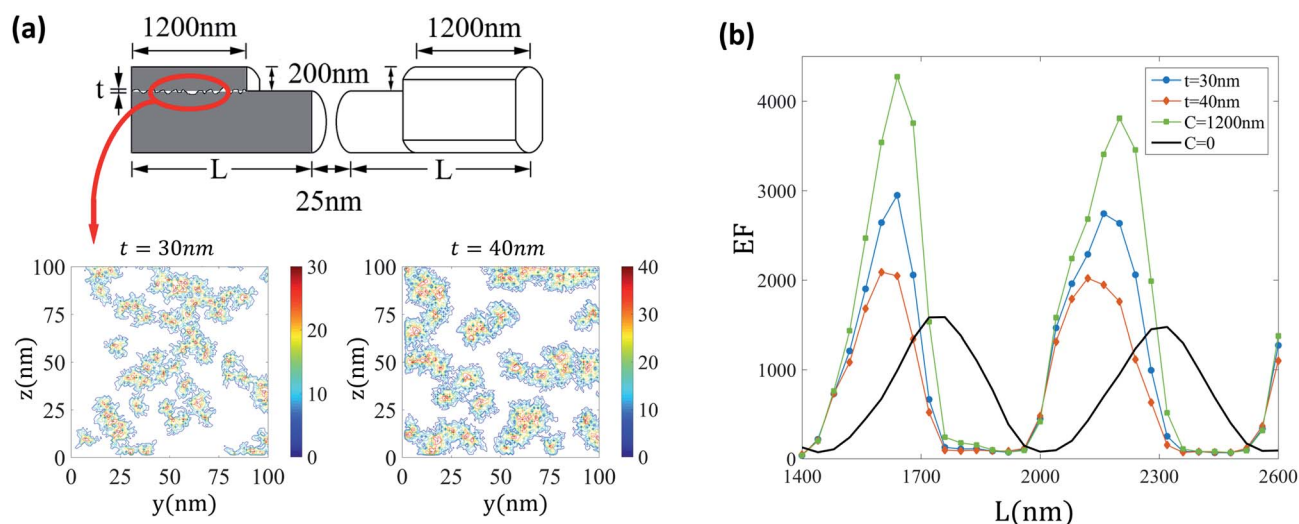 (a)
1200nm
1200nm
200nm
t
L
L
25nm
t = 30nm
t = 40nm
100
75
50
25
0
z(nm)
0 25 50 75 100
y(nm)
30
20
10
0
100
75
50
25
0
z(nm)
0 25 50 75 100
y(nm)
40
30
20
10
0
(b)
t=30nm
t=40nm
C=1200nm
C=0
4000
3000
2000
1000
0
EF
1400 1700 2000 2300 2600
L(nm)